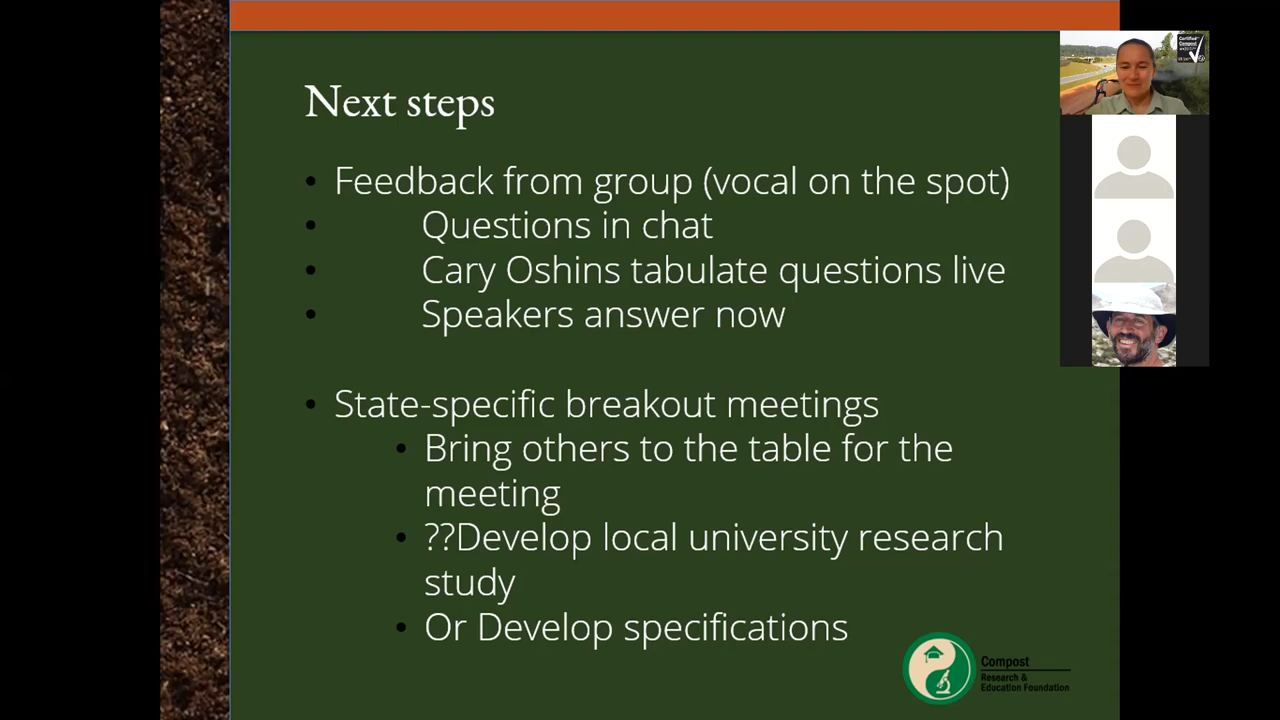 Next steps
• Feedback from group (vocal on the spot)
• Questions in chat
• Cary Oshins tabulate questions live
• Speakers answer now
• State-specific breakout meetings
• Bring others to the table for the
meeting
• ??Develop local university research
study
• Or Develop specifications
Compost
Research &
Education Foundation
Certified
Compost